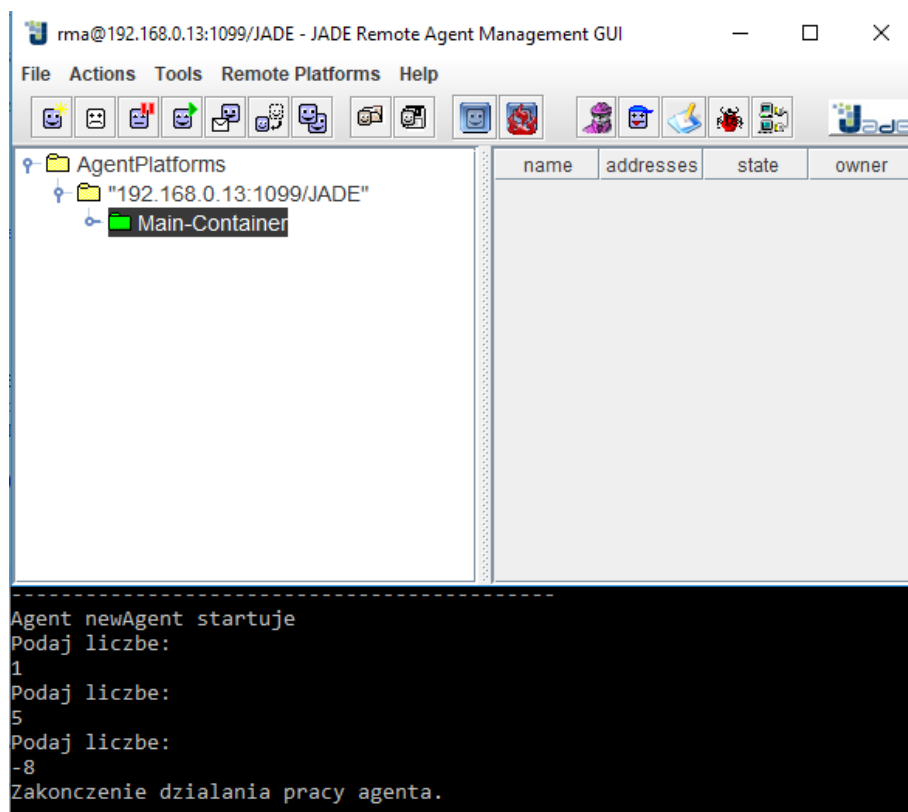 rma@192.168.0.13:1099/JADE - JADE Remote Agent Management GUI
File Actions Tools Remote Platforms Help
Jade
AgentPlatforms
"192.168.0.13:1099/JADE"
Main-Container
name addresses state owner
--------------------------------------------
Agent newAgent startuje
Podaj liczbe:
1
Podaj liczbe:
5
Podaj liczbe:
-8
Zakonczenie dzialania pracy agenta.